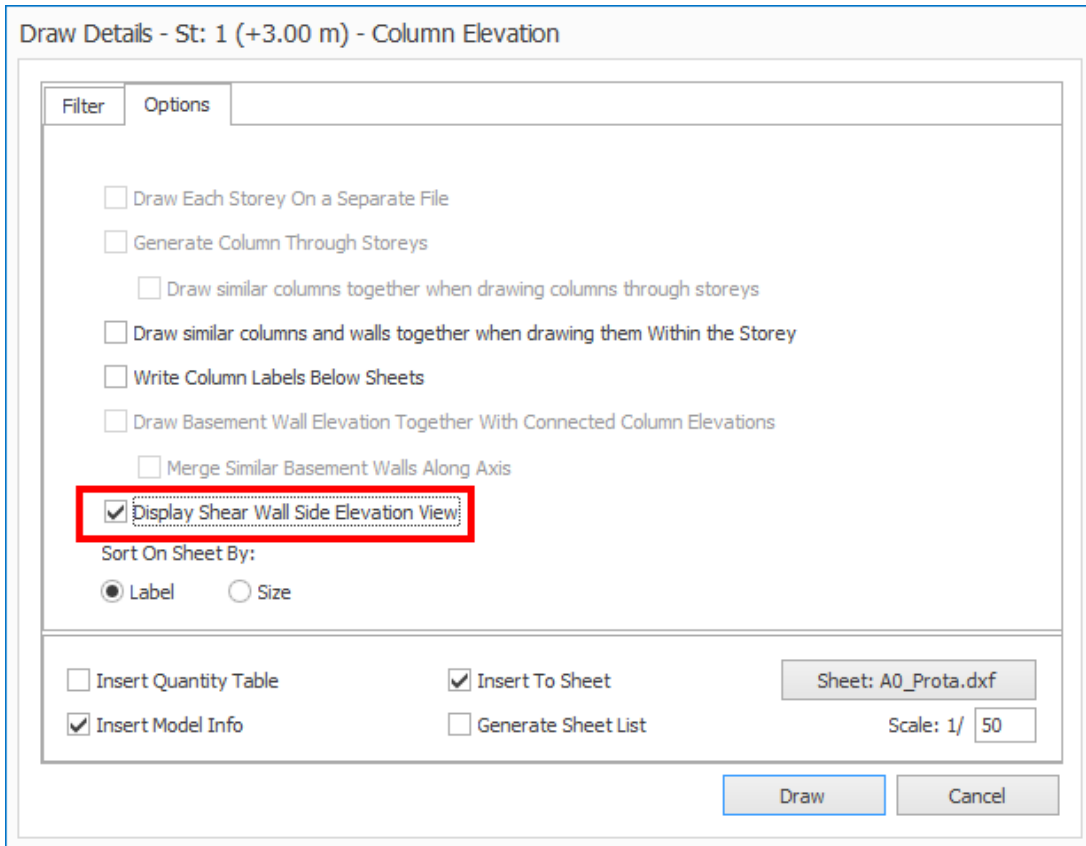 Draw Details - St: 1 (+3.00 m) - Column Elevation
Filter Options
Draw Each Storey On a Separate File
Generate Column Through Storeys
Draw similar columns together when drawing columns through storeys
Draw similar columns and walls together when drawing them Within the Storey
Write Column Labels Below Sheets
Draw Basement Wall Elevation Together With Connected Column Elevations
Merge Similar Basement Walls Along Axis
Display Shear Wall Side Elevation View
Sort On Sheet By:
Label Size
Insert Quantity Table Insert To Sheet Sheet: A0_Prota.dxf
Insert Model Info Generate Sheet List Scale: 1/ 50
Draw Cancel